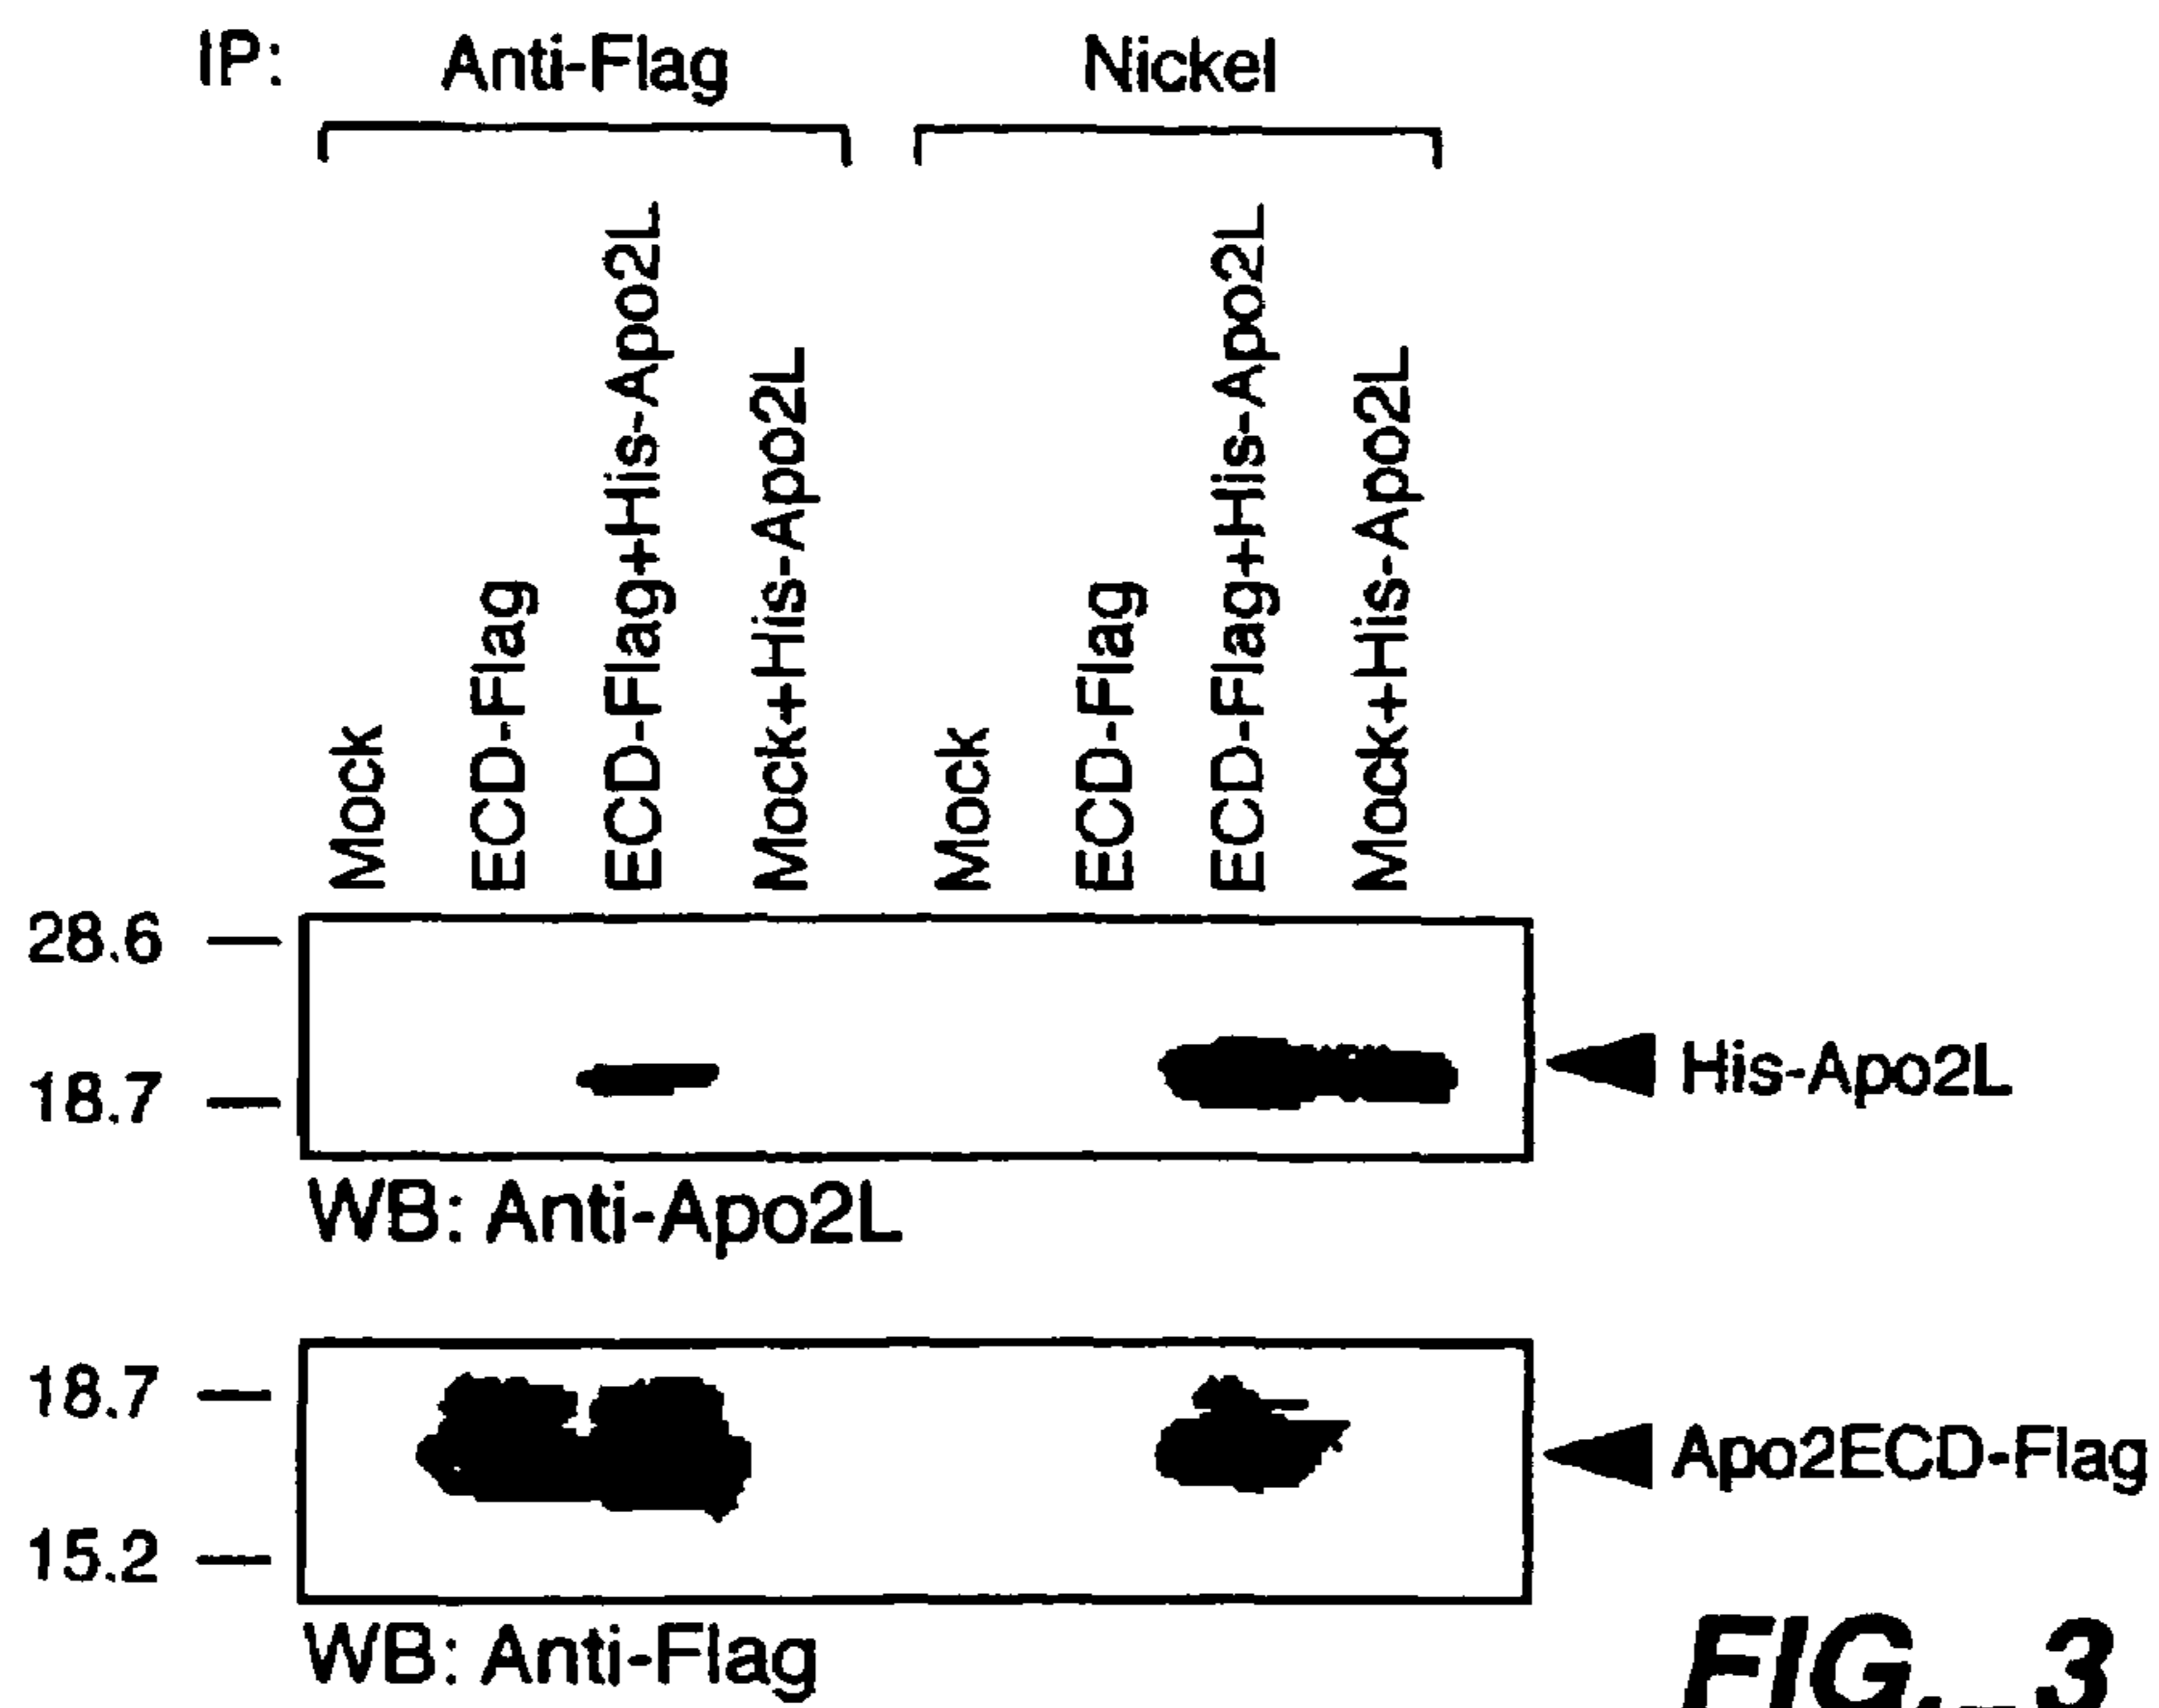 IP: Anti-Flag Nickel
Mock
ECD-Flag
ECD-Flag+His-Apo2L
Mock+His-Apo2L
Mock
ECD-Flag
ECD-Flag+His-Apo2L
Mock+His-Apo2L
28.6
18.7
His-Apo2L
WB: Anti-Apo2L
18.7
Apo2ECD-Flag
15.2
WB: Anti-Flag
FIG._3